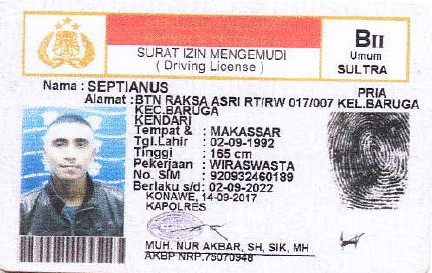 SURAT IZIN MENGEMUDI
( Driving License )
BII
Umum
SULTRA
Nama : SEPTIANUS
PRIA
Alamat : BTN RAKSA ASRI RT/RW 017/007 KEL.BARUGA
KEC.BARUGA
KENDARI
Tempat & : MAKASSAR
Tgl.Lahir : 02-09-1992
Tinggi : 165 cm
Pekerjaan : WIRASWASTA
No. SIM : 920932460189
Berlaku s/d : 02-09-2022
KONAWE, 14-09-2017
KAPOLRES
MUH. NUR AKBAR, SH, SIK, MH
AKBP NRP.75070948